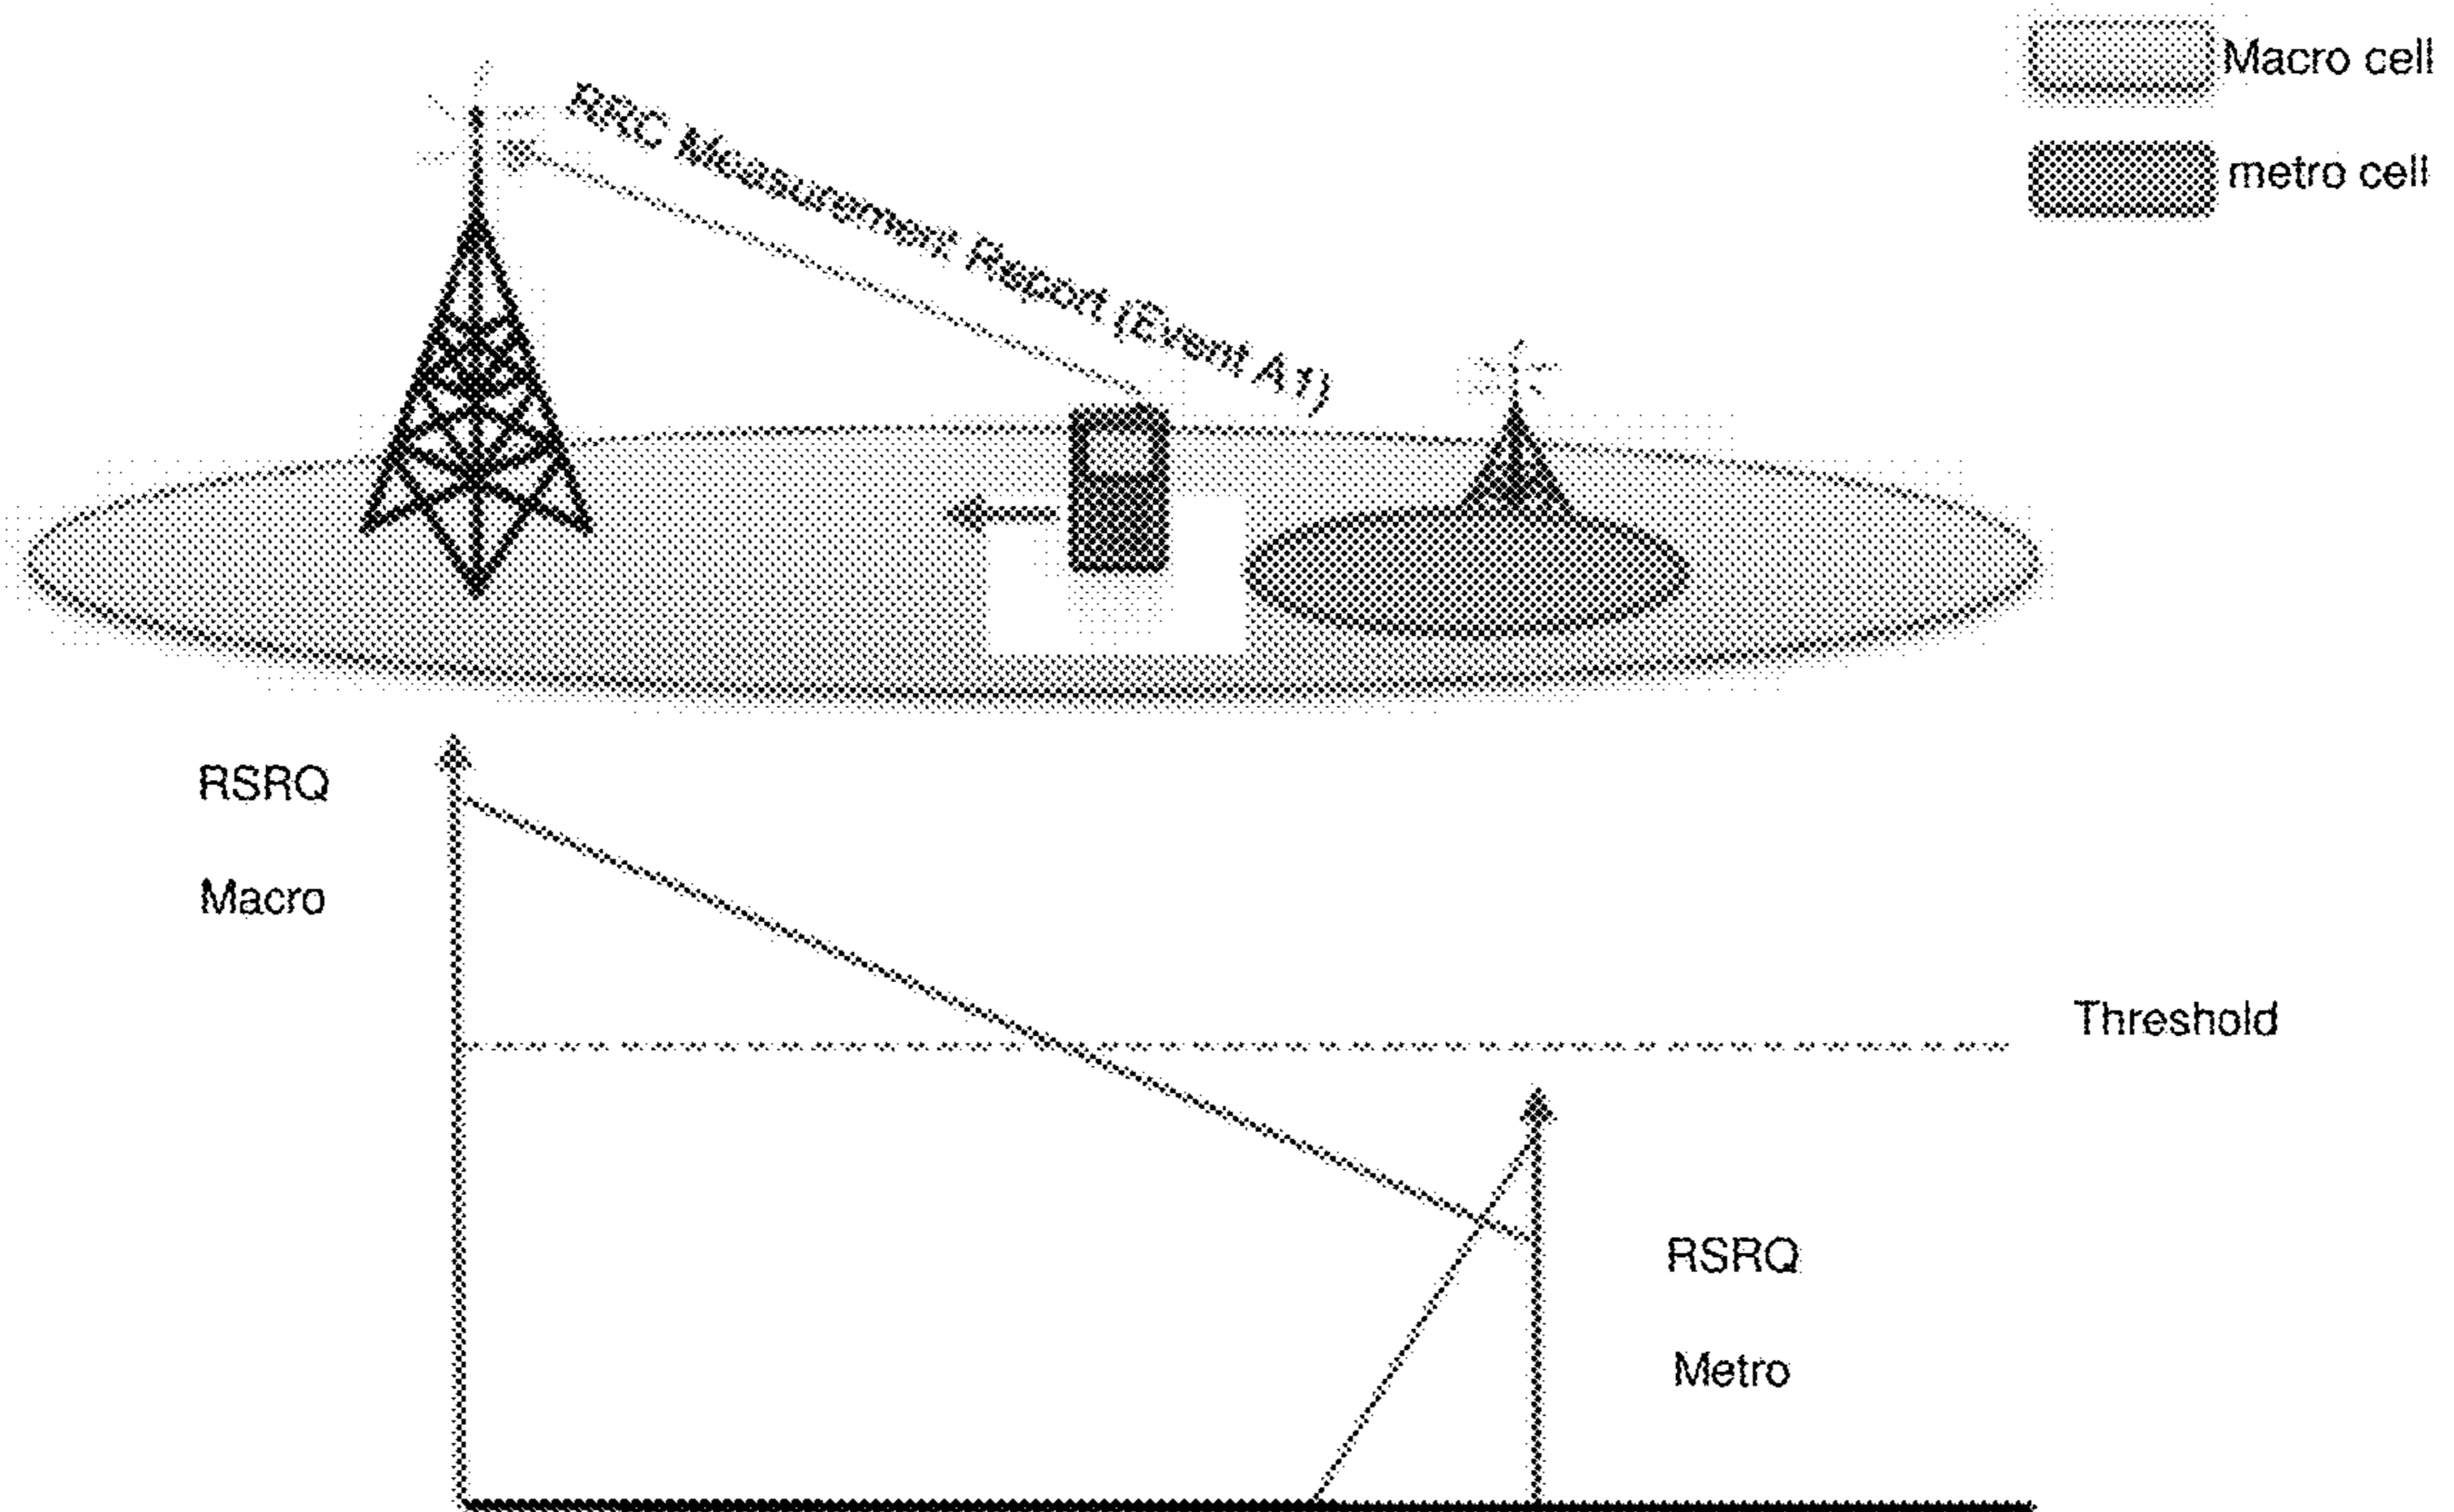 Macro cell
metro cell
RRC Measurement Report (Event A1)
RSRQ
Macro
Threshold
RSRQ
Metro